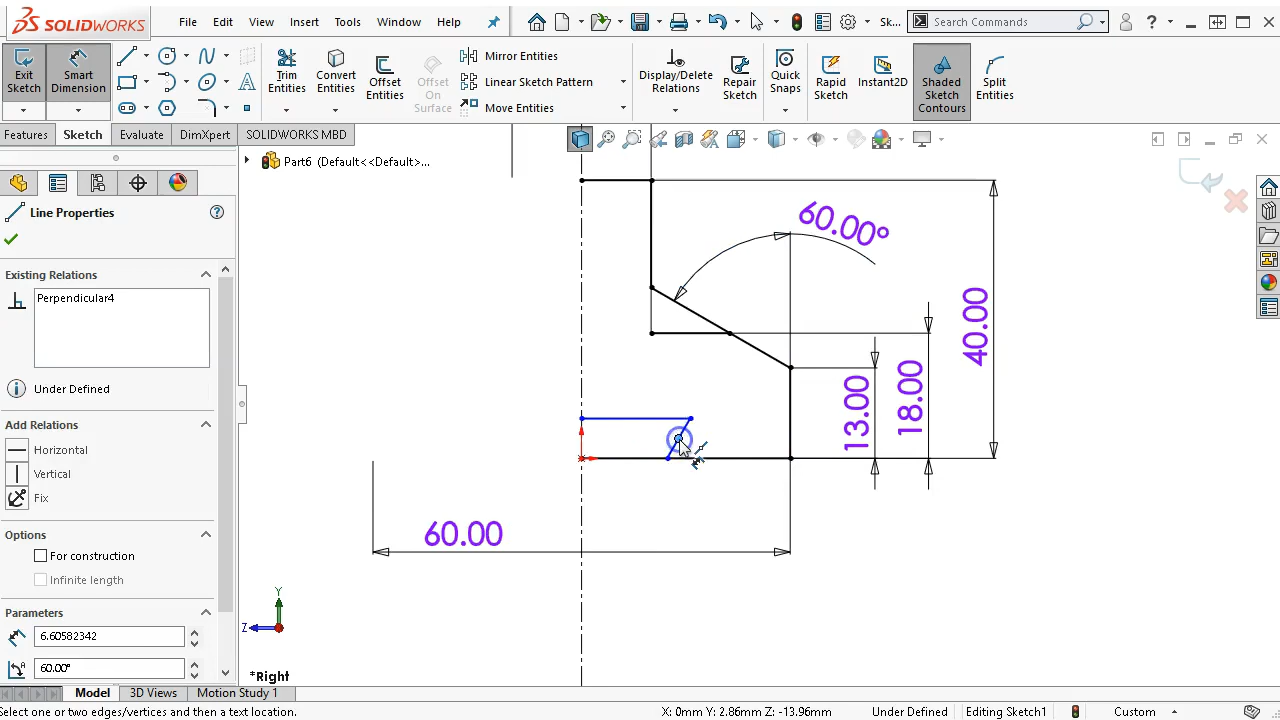 SOLIDWORKS
File
Edit
View
Insert
Tools
Window
Help
Sk...
Search Commands
?
Exit Sketch
Smart Dimension
Trim Entities
Convert Entities
Offset Entities
Offset On Surface
Mirror Entities
Linear Sketch Pattern
Move Entities
Display/Delete Relations
Repair Sketch
Quick Snaps
Rapid Sketch
Instant2D
Shaded Sketch Contours
Split Entities
Features
Sketch
Evaluate
DimXpert
SOLIDWORKS MBD
Part6 (Default<<Default>...
Line Properties
?
Existing Relations
Perpendicular4
Under Defined
Add Relations
Horizontal
Vertical
Fix
Options
For construction
Infinite length
Parameters
6.60582342
60.00°
60.00°
40.00
18.00
13.00
60.00
Y
Z
*Right
Model
3D Views
Motion Study 1
Select one or two edges/vertices and then a text location.
X: 0mm Y: 2.86mm Z: -13.96mm
Under Defined
Editing Sketch1
Custom